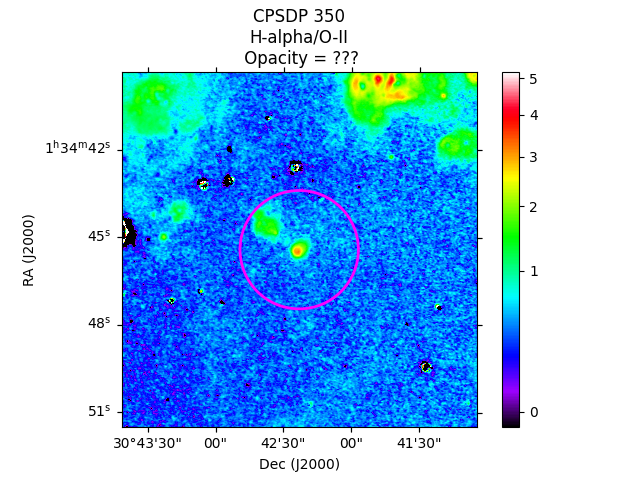 CPSDP 350
H-alpha/O-II
Opacity = ???
5
4
1ʰ34ᵐ42ˢ
3
2
RA (J2000)
45ˢ
1
48ˢ
51ˢ
0
30°43'30" 00" 42'30" 00" 41'30"
Dec (J2000)